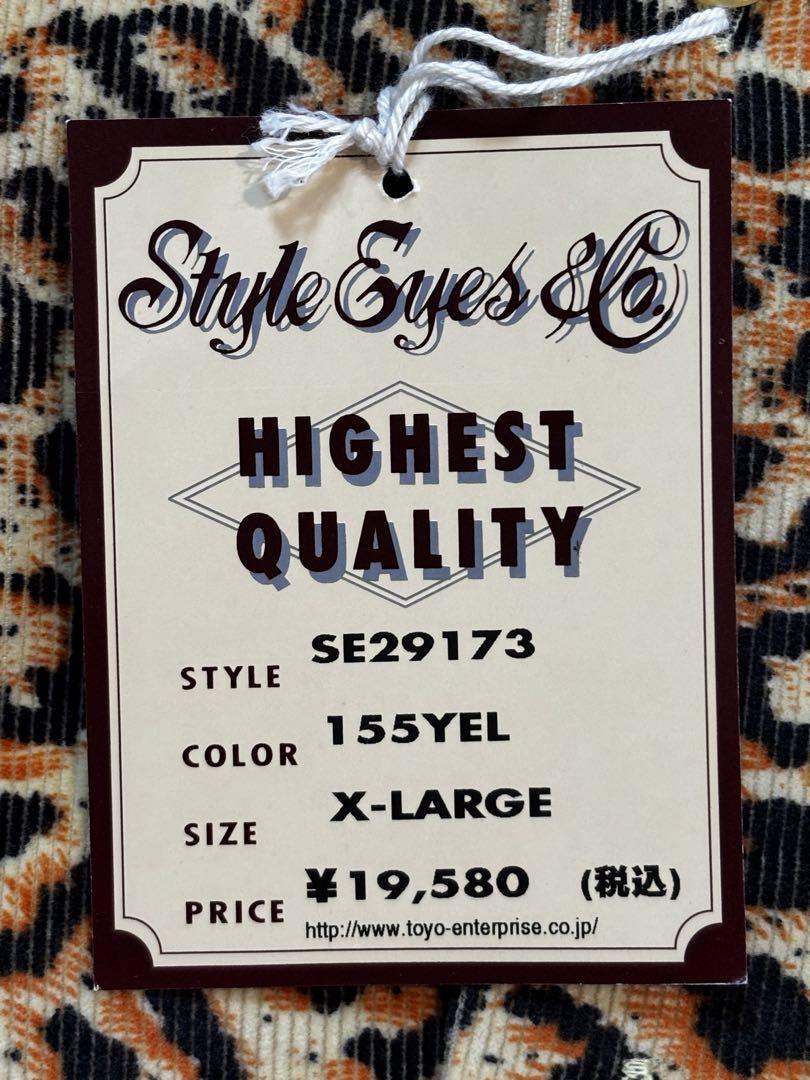 Style Eyes & Co.
HIGHEST
QUALITY
STYLE SE29173
COLOR 155YEL
SIZE X-LARGE
PRICE ¥19,580 (税込)
http://www.toyo-enterprise.co.jp/